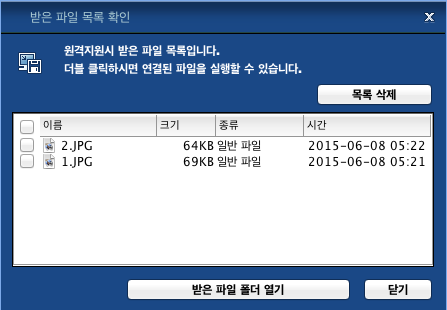 받은 파일 목록 확인
원격지원시 받은 파일 목록입니다.
더블 클릭하시면 연결된 파일을 실행할 수 있습니다.
목록 삭제
이름 크기 종류 시간
2.JPG 64KB 일반 파일 2015-06-08 05:22
1.JPG 69KB 일반 파일 2015-06-08 05:21
받은 파일 폴더 열기 닫기